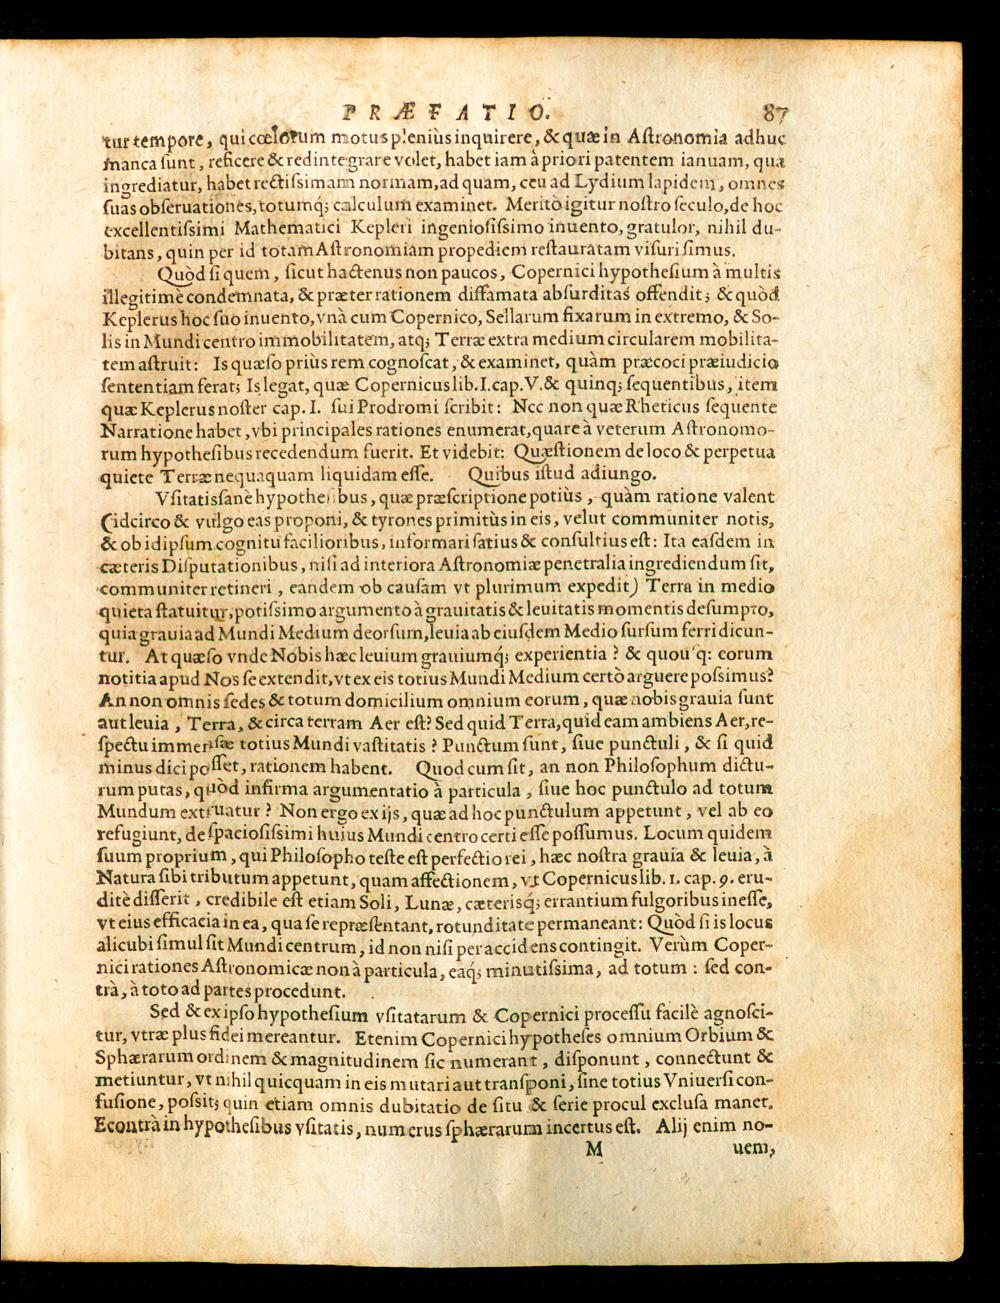 PRÆFATIO. 87
tur tempore, qui cœlotum motus pleniùs inquirere, & quæ in Aſtronomia adhuc
manca ſunt, reficere & redintegrare volet, habet iam à priori patentem ianuam, qua
ingrediatur, habet rectiſsimam normam, ad quam, ceu ad Lydium lapidem, omnes
ſuas obſeruationes, totumq́; calculum examinet. Meritò igitur noſtro ſeculo, de hoc
excellentiſsimi Mathematici Kepleri ingenioſiſsimo inuento, gratulor, nihil du-
bitans, quin per id totam Aſtronomiam propediem reſtauratam viſuri ſimus.
Quòd ſi quem, ſicut hactenus non paucos, Copernici hypotheſium à multis
illegitimè condemnata, & præter rationem diffamata abſurditas offendit; & quòd
Keplerus hoc ſuo inuento, vnà cum Copernico, Sellarum fixarum in extremo, & So-
lis in Mundi centro immobilitatem, atq; Terræ extra medium circularem mobilita-
tem aſtruit: Is quæſo priùs rem cognoſcat, & examinet, quàm præcoci præiudicio
ſententiam ferat; Is legat, quæ Copernicus lib. I. cap. V. & quinq; ſequentibus, item
quæ Keplerus noſter cap. I. ſui Prodromi ſcribit: Nec non quæ Rheticus ſequente
Narratione habet, vbi principales rationes enumerat, quare à veterum Aſtronomo-
rum hypotheſibus recedendum fuerit. Et videbit: Quæſtionem de loco & perpetua
quiete Terræ nequaquam liquidam eſſe. Quibus iſtud adiungo.
Vſitatis ſanè hypotheſibus, quæ præſcriptione potiùs, quàm ratione valent
(idcirco & vulgo eas proponi, & tyrones primitùs in eis, velut communiter notis,
& ob id ipſum cognitu facilioribus, informari ſatius & conſultius eſt: Ita eaſdem in
cæteris Diſputationibus, niſi ad interiora Aſtronomiæ penetralia ingrediendum ſit,
communiter retineri, eandem ob cauſam vt plurimum expedit) Terra in medio
quieta ſtatuitur, potiſsimo argumento à grauitatis & leuitatis momentis deſumpto,
quia grauia ad Mundi Medium deorſum, leuia ab eiuſdem Medio ſurſum ferri dicun-
tur. At quæſo vnde Nobis hæc leuium grauiumq́; experientia? & quouſq: eorum
notitia apud Nos ſe extendit, vt ex eis totius Mundi Medium certò arguere poſsimus?
An non omnis ſedes & totum domicilium omnium eorum, quæ nobis grauia ſunt
aut leuia, Terra, & circa terram Aer eſt? Sed quid Terra, quid eam ambiens Aer, re-
ſpectu immenſæ totius Mundi vaſtitatis? Punctum ſunt, ſiue punctuli, & ſi quid
minus dici poſſet, rationem habent. Quod cum ſit, an non Philoſophum dictu-
rum putas, quòd infirma argumentatio à particula, ſiue hoc punctulo ad totum
Mundum extruatur? Non ergo ex ijs, quæ ad hoc punctulum appetunt, vel ab eo
refugiunt, de ſpacioſiſsimi huius Mundi centro certi eſſe poſſumus. Locum quidem
ſuum proprium, qui Philoſopho teſte eſt perfectio rei, hæc noſtra grauia & leuia, à
Natura ſibi tributum appetunt, quam affectionem, vt Copernicus lib. 1. cap. 9. eru-
ditè differit, credibile eſt etiam Soli, Lunæ, cæterisq́; errantium fulgoribus ineſſe,
vt eius efficacia in ea, qua ſe repræſentant, rotunditate permaneant: Quòd ſi is locus
alicubi ſimul ſit Mundi centrum, id non niſi per accidens contingit. Verùm Coper-
nici rationes Aſtronomicæ non à particula, eaq́; minutiſsima, ad totum: ſed con-
trà, à toto ad partes procedunt.
Sed & ex ipſo hypotheſium vſitatarum & Copernici proceſſu facilè agnoſci-
tur, vtræ plus fidei mereantur. Etenim Copernici hypotheſes omnium Orbium &
Sphærarum ordinem & magnitudinem ſic numerant, diſponunt, connectunt &
metiuntur, vt nihil quicquam in eis mutari aut tranſponi, ſine totius Vniuerſi con-
fuſione, poſsit; quin etiam omnis dubitatio de ſitu & ſerie procul excluſa manet.
Econtrà in hypotheſibus vſitatis, numerus ſphærarum incertus eſt. Alij enim no-
M uem,